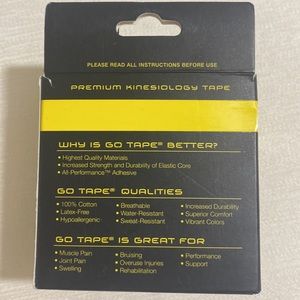 PLEASE READ ALL INSTRUCTIONS BEFORE USE
PREMIUM KINESIOLOGY TAPE
WHY IS GO TAPE® BETTER?
• Highest Quality Materials
• Increased Strength and Durability of Elastic Core
• All-Performance™ Adhesive
GO TAPE® QUALITIES
• 100% Cotton • Breathable • Increased Durability
• Latex-Free • Water-Resistant • Superior Comfort
• Hypoallergenic • Sweat-Resistant • Vibrant Colors
GO TAPE® IS GREAT FOR
• Muscle Pain • Bruising • Performance
• Joint Pain • Overuse Injuries • Support
• Swelling • Rehabilitation